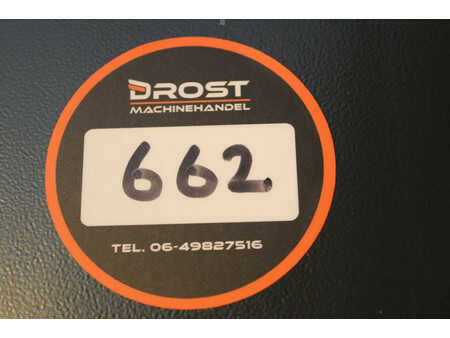 DROST
MACHINEHANDEL
662.
TEL. 06-49827516